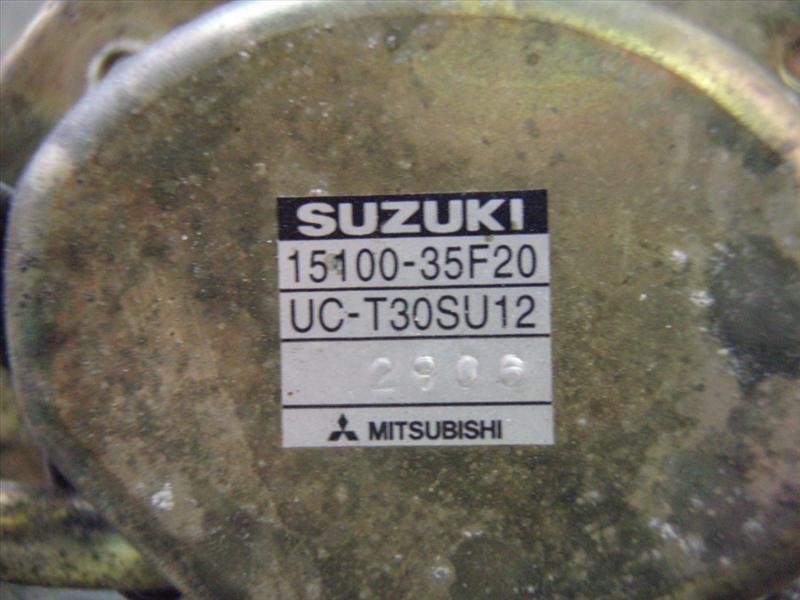 SUZUKI
15100-35F20
UC-T30SU12
2906
MITSUBISHI